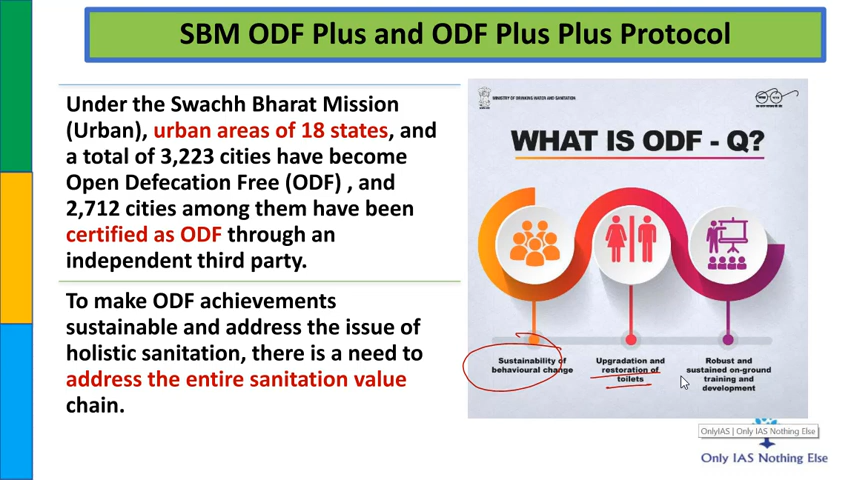 SBM ODF Plus and ODF Plus Plus Protocol
Under the Swachh Bharat Mission
(Urban), urban areas of 18 states, and
a total of 3,223 cities have become
Open Defecation Free (ODF) , and
2,712 cities among them have been
certified as ODF through an
independent third party.
To make ODF achievements
sustainable and address the issue of
holistic sanitation, there is a need to
address the entire sanitation value
chain.
MINISTRY OF DRINKING WATER AND SANITATION
WHAT IS ODF - Q?
Sustainability of
behavioural change
Upgradation and
restoration of
toilets
Robust and
sustained on-ground
training and
development
OnlyIAS | Only IAS Nothing Else
Only IAS Nothing Else